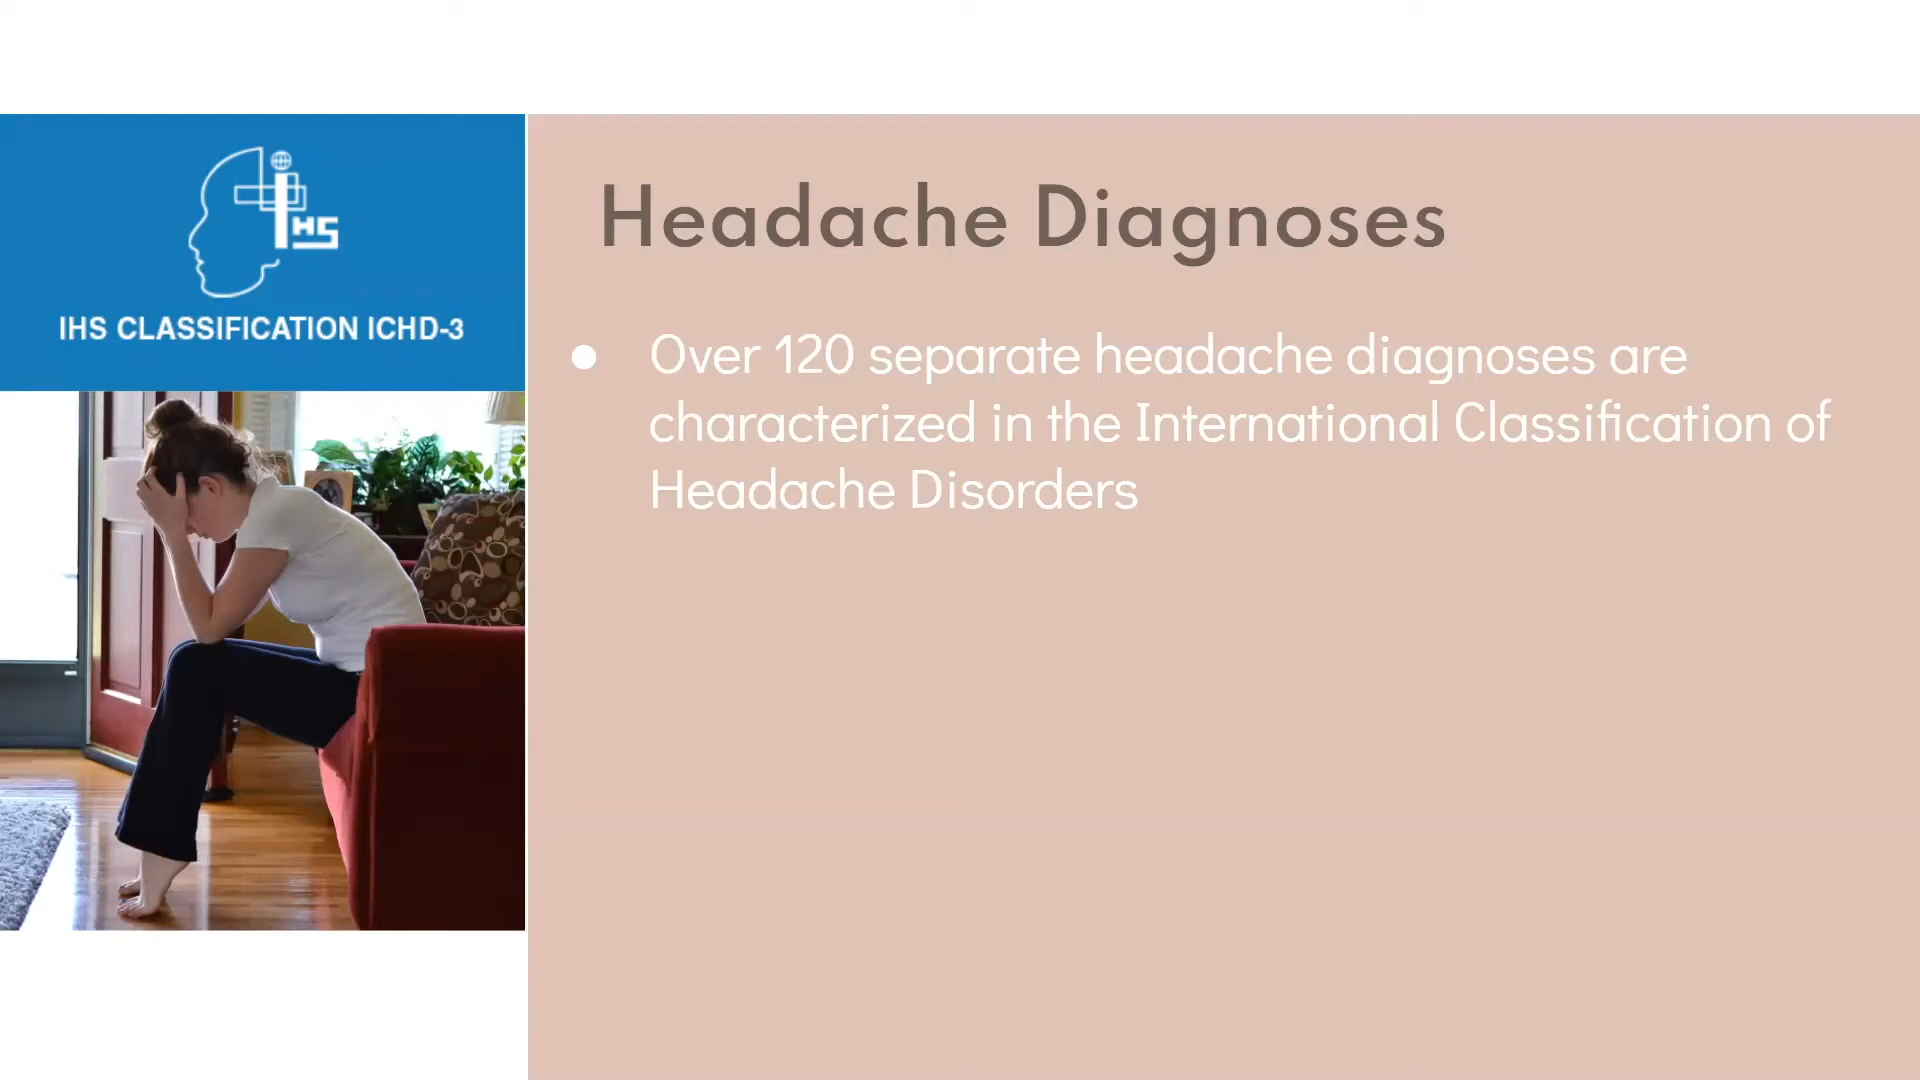 IHS
IHS CLASSIFICATION ICHD-3
Headache Diagnoses
● Over 120 separate headache diagnoses are
characterized in the International Classification of
Headache Disorders